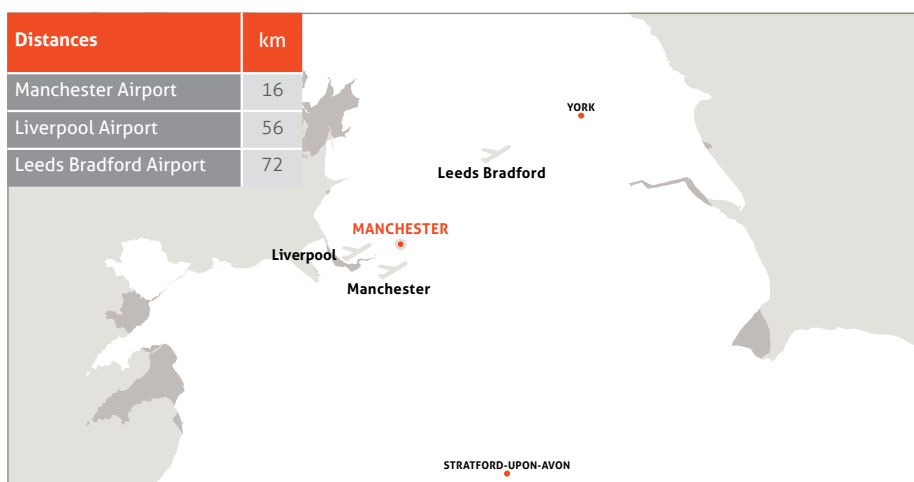 Distances km
Manchester Airport 16
Liverpool Airport 56
Leeds Bradford Airport 72
YORK
Leeds Bradford
MANCHESTER
Liverpool
Manchester
STRATFORD-UPON-AVON